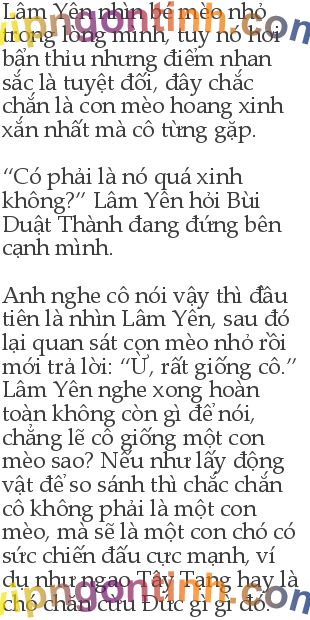 Lâm Yên nhìn bé mèo nhỏ
trong lòng mình, tuy nó hơi
bẩn thỉu nhưng điểm nhan
sắc là tuyệt đối, đây chắc
chắn là con mèo hoang xinh
xắn nhất mà cô từng gặp.
“Có phải là nó quá xinh
không?” Lâm Yên hỏi Bùi
Duật Thành đang đứng bên
cạnh mình.
Anh nghe cô nói vậy thì đầu
tiên là nhìn Lâm Yên, sau đó
lại quan sát con mèo nhỏ rồi
mới trả lời: “Ừ, rất giống cô.”
Lâm Yên nghe xong hoàn
toàn không còn gì để nói,
chẳng lẽ cô giống một con
mèo sao? Nếu như lấy động
vật để so sánh thì chắc chắn
cô không phải là một con
mèo, mà sẽ là một con chó có
sức chiến đấu cực mạnh, ví
dụ như ngao Tây Tạng hay là
chó chăn cừu Đức gì gì đó.
vipngontinh.com
vipngontinh.com